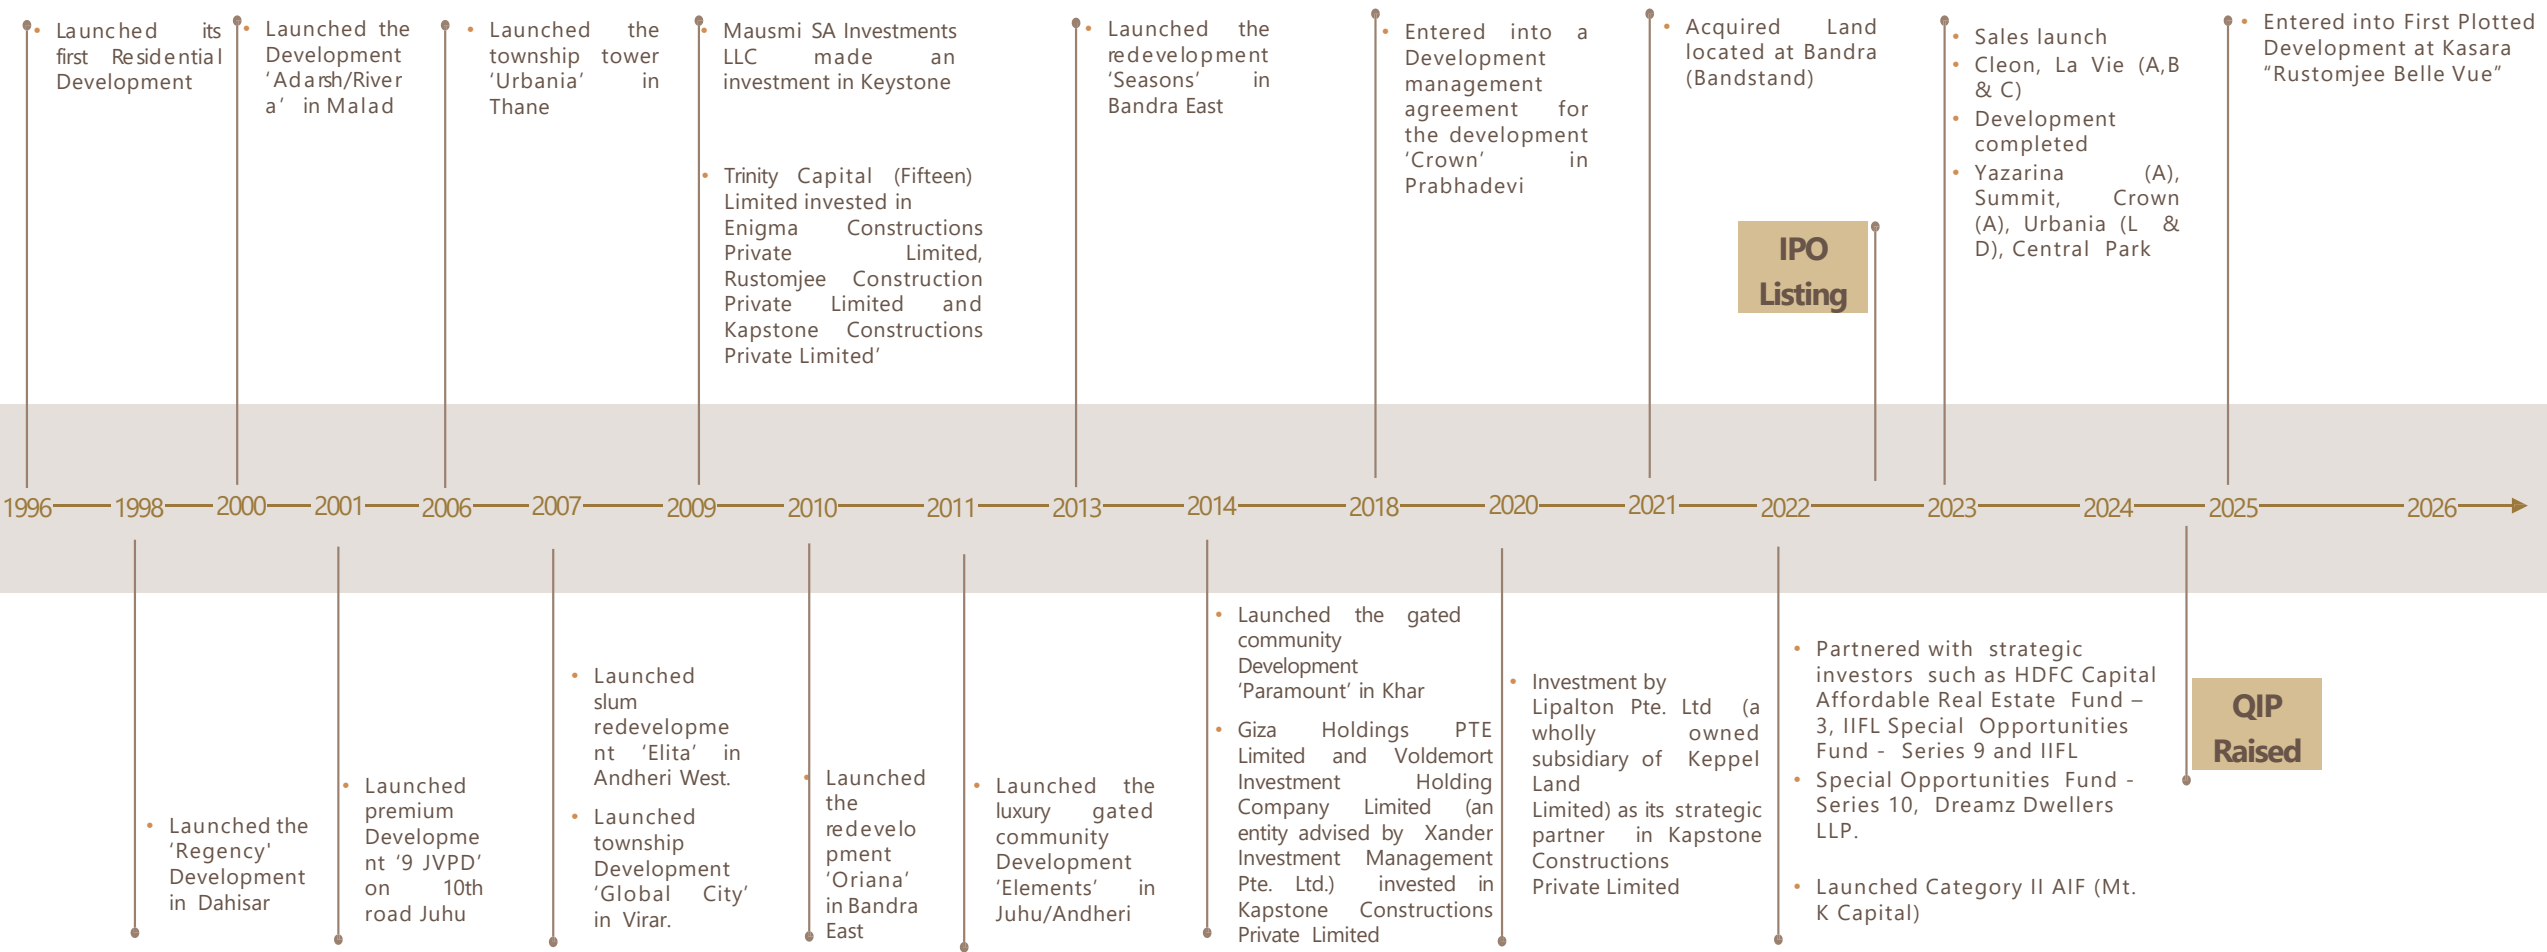 • Launched its
first Residential
Development
• Launched the
Development
‘Adarsh/River
a’ in Malad
• Launched the
township tower
‘Urbania’ in
Thane
• Mausmi SA Investments
LLC made an
investment in Keystone
• Trinity Capital (Fifteen)
Limited invested in
Enigma Constructions
Private Limited,
Rustomjee Construction
Private Limited and
Kapstone Constructions
Private Limited’
• Launched the
redevelopment
‘Seasons’ in
Bandra East
• Entered into a
Development
management
agreement for
the development
‘Crown’ in
Prabhadevi
• Acquired Land
located at Bandra
(Bandstand)
IPO
Listing
• Sales launch
• Cleon, La Vie (A,B
& C)
• Development
completed
• Yazarina (A),
Summit, Crown
(A), Urbania (L &
D), Central Park
• Entered into First Plotted
Development at Kasara
“Rustomjee Belle Vue”
1996 1998 2000 2001 2006 2007 2009 2010 2011 2013 2014 2018 2020 2021 2022 2023 2024 2025 2026
• Launched the
‘Regency'
Development
in Dahisar
• Launched
premium
Developme
nt ‘9 JVPD’
on 10th
road Juhu
• Launched
slum
redevelopme
nt ‘Elita’ in
Andheri West.
• Launched
township
Development
‘Global City’
in Virar.
• Launched
the
redevelo
pment
‘Oriana’
in Bandra
East
• Launched the
luxury gated
community
Development
‘Elements’ in
Juhu/Andheri
• Launched the gated
community
Development
‘Paramount’ in Khar
• Giza Holdings PTE
Limited and Voldemort
Investment Holding
Company Limited (an
entity advised by Xander
Investment Management
Pte. Ltd.) invested in
Kapstone Constructions
Private Limited
• Investment by
Lipalton Pte. Ltd (a
wholly owned
subsidiary of Keppel
Land
Limited) as its strategic
partner in Kapstone
Constructions
Private Limited
• Partnered with strategic
investors such as HDFC Capital
Affordable Real Estate Fund –
3, IIFL Special Opportunities
Fund - Series 9 and IIFL
• Special Opportunities Fund -
Series 10, Dreamz Dwellers
LLP.
• Launched Category II AIF (Mt.
K Capital)
QIP
Raised